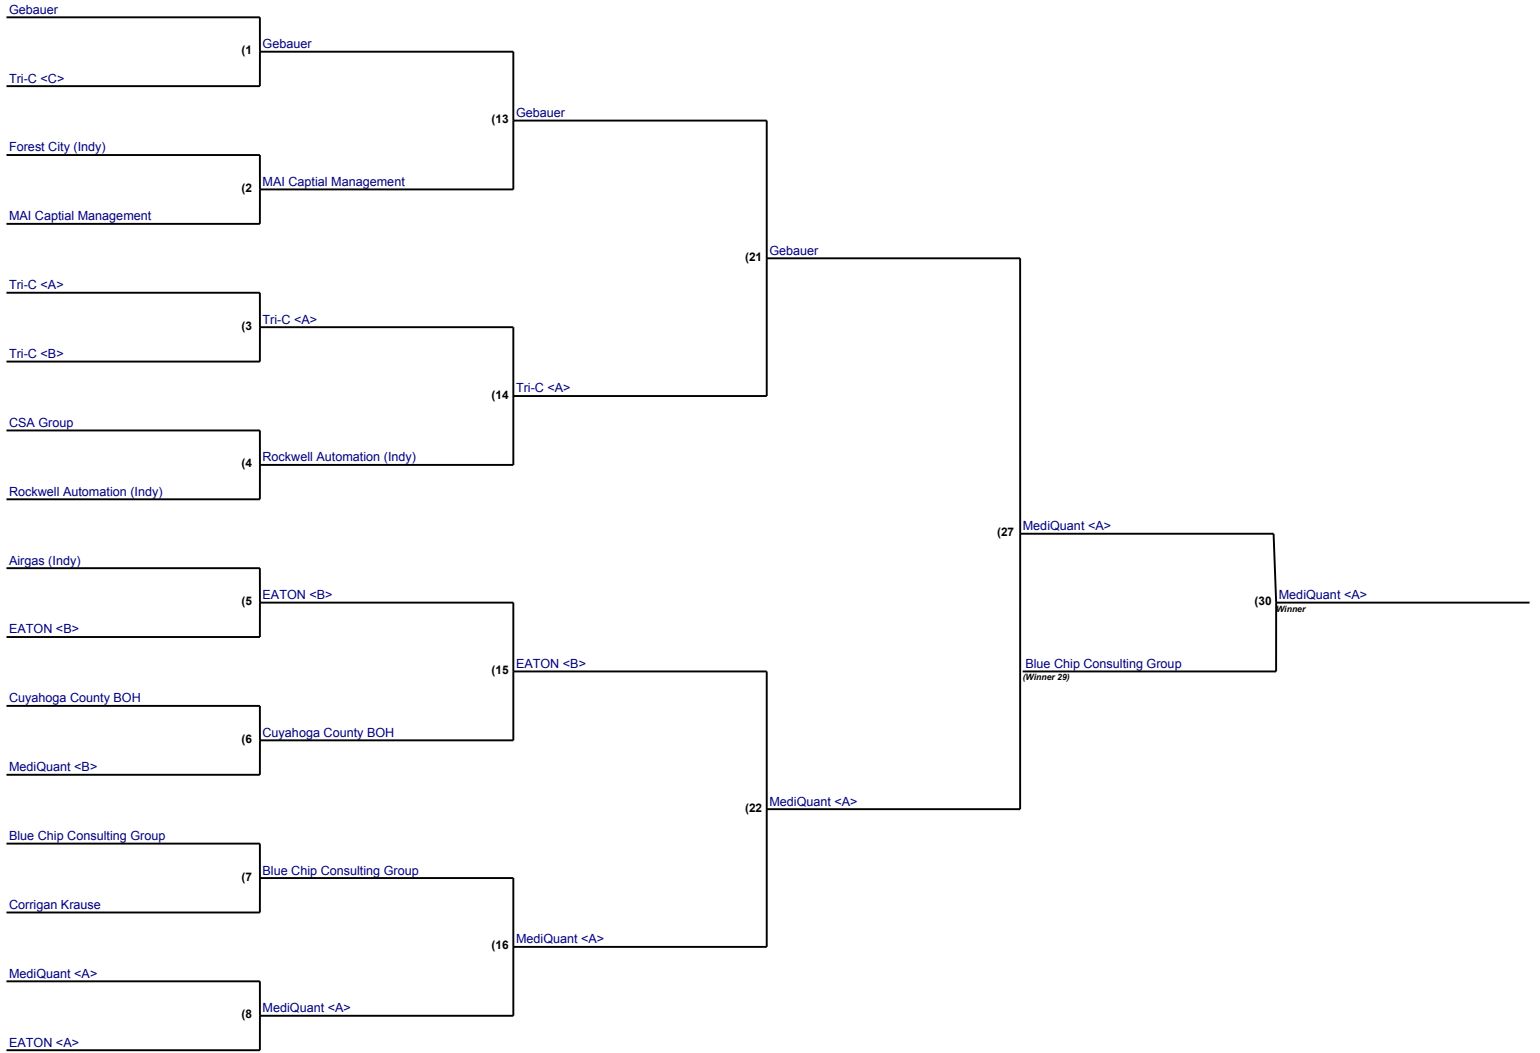 Gebauer
(1 Gebauer
Tri-C <C>
(13 Gebauer
Forest City (Indy)
(2 MAI Captial Management
MAI Captial Management
(21 Gebauer
Tri-C <A>
(3 Tri-C <A>
Tri-C <B>
(14 Tri-C <A>
CSA Group
(4 Rockwell Automation (Indy)
Rockwell Automation (Indy)
(27 MediQuant <A>
Airgas (Indy)
(5 EATON <B>
(30 MediQuant <A>
Winner
EATON <B>
(15 EATON <B>
Blue Chip Consulting Group
(Winner 29)
Cuyahoga County BOH
(6 Cuyahoga County BOH
MediQuant <B>
(22 MediQuant <A>
Blue Chip Consulting Group
(7 Blue Chip Consulting Group
Corrigan Krause
(16 MediQuant <A>
MediQuant <A>
(8 MediQuant <A>
EATON <A>